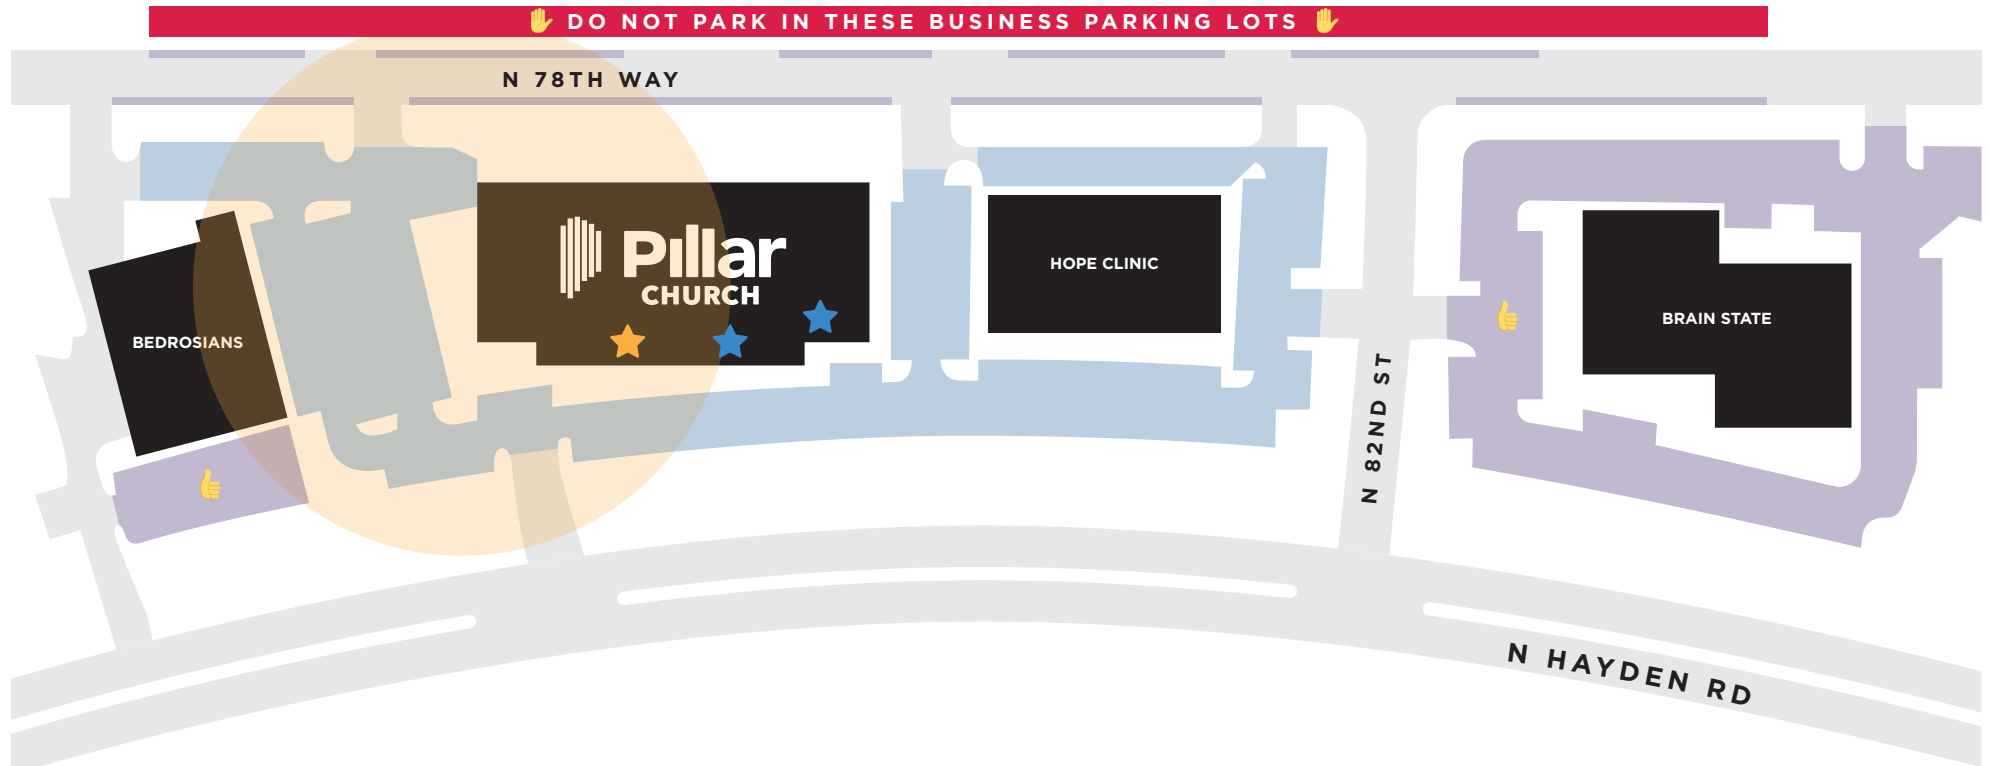 DO NOT PARK IN THESE BUSINESS PARKING LOTS
N 78TH WAY
Pillar
CHURCH
HOPE CLINIC
BEDROSIANS
BRAIN STATE
N 82ND ST
N HAYDEN RD